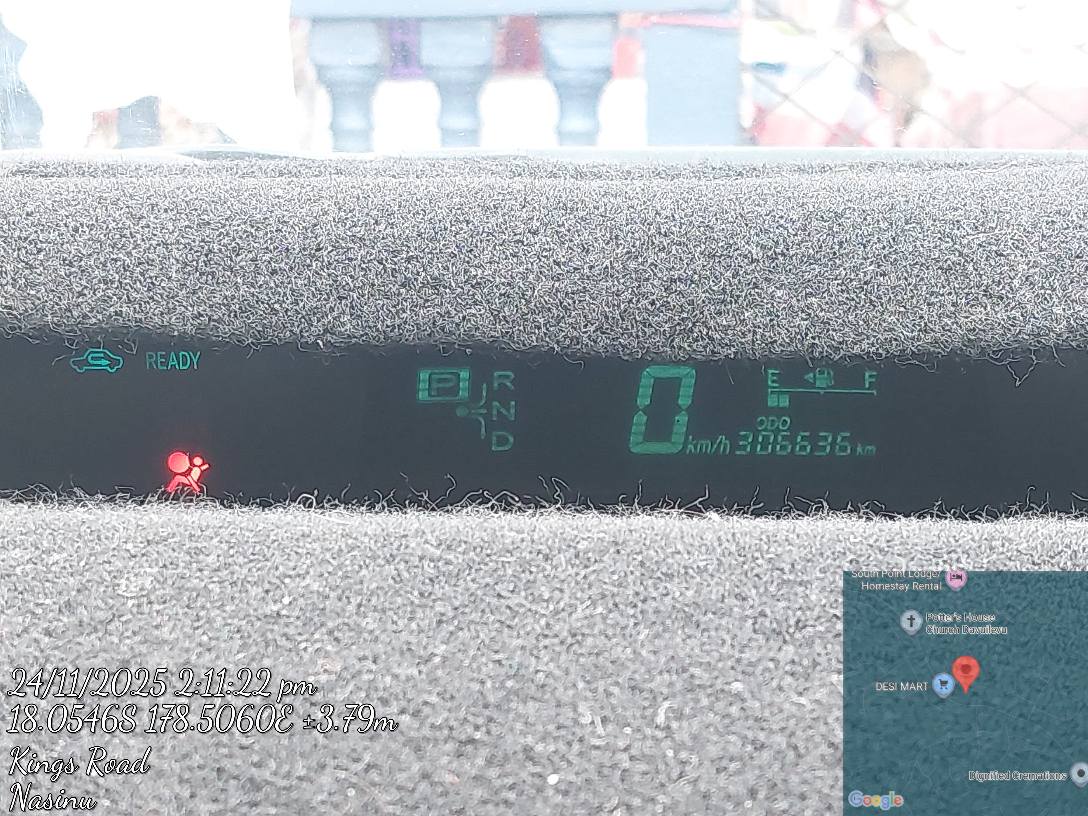 READY
P
R
N
D
0 km/h
E F
ODO
306636 km
South Point Lodge/
Homestay Rental
Potter's House
Church Davuilevu
DESI MART
Dignified Cremations
Google
24/11/2025 2:11:22 pm
18.0546S 178.5060E ±3.79m
Kings Road
Nasinu